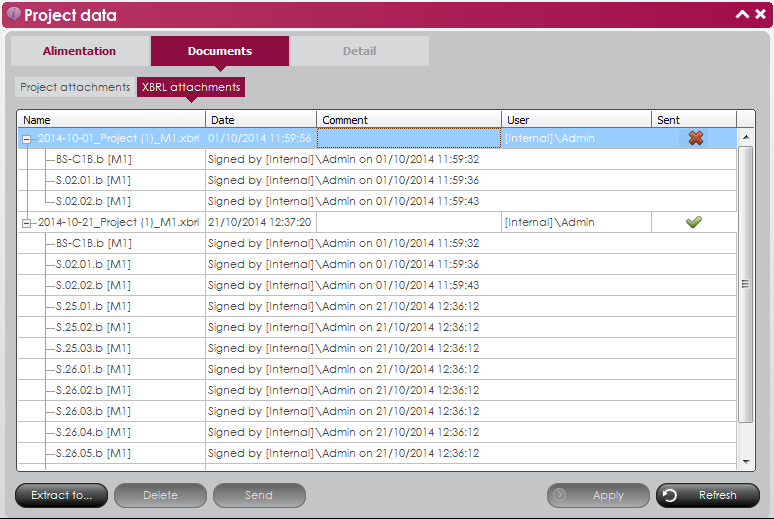 Project data
Alimentation Documents Detail
Project attachments XBRL attachments
Name Date Comment User Sent
2014-10-01_Project (1)_M1.xbrl 01/10/2014 11:59:56 [Internal]\Admin
BS-C1B.b [M1] Signed by [Internal]\Admin on 01/10/2014 11:59:32
S.02.01.b [M1] Signed by [Internal]\Admin on 01/10/2014 11:59:36
S.02.02.b [M1] Signed by [Internal]\Admin on 01/10/2014 11:59:43
2014-10-21_Project (1)_M1.xbrl 21/10/2014 12:37:20 [Internal]\Admin
BS-C1B.b [M1] Signed by [Internal]\Admin on 01/10/2014 11:59:32
S.02.01.b [M1] Signed by [Internal]\Admin on 01/10/2014 11:59:36
S.02.02.b [M1] Signed by [Internal]\Admin on 01/10/2014 11:59:43
S.25.01.b [M1] Signed by [Internal]\Admin on 21/10/2014 12:36:12
S.25.02.b [M1] Signed by [Internal]\Admin on 21/10/2014 12:36:12
S.25.03.b [M1] Signed by [Internal]\Admin on 21/10/2014 12:36:12
S.26.01.b [M1] Signed by [Internal]\Admin on 21/10/2014 12:36:12
S.26.02.b [M1] Signed by [Internal]\Admin on 21/10/2014 12:36:12
S.26.03.b [M1] Signed by [Internal]\Admin on 21/10/2014 12:36:12
S.26.04.b [M1] Signed by [Internal]\Admin on 21/10/2014 12:36:12
S.26.05.b [M1] Signed by [Internal]\Admin on 21/10/2014 12:36:12
Extract to... Delete Send Apply Refresh